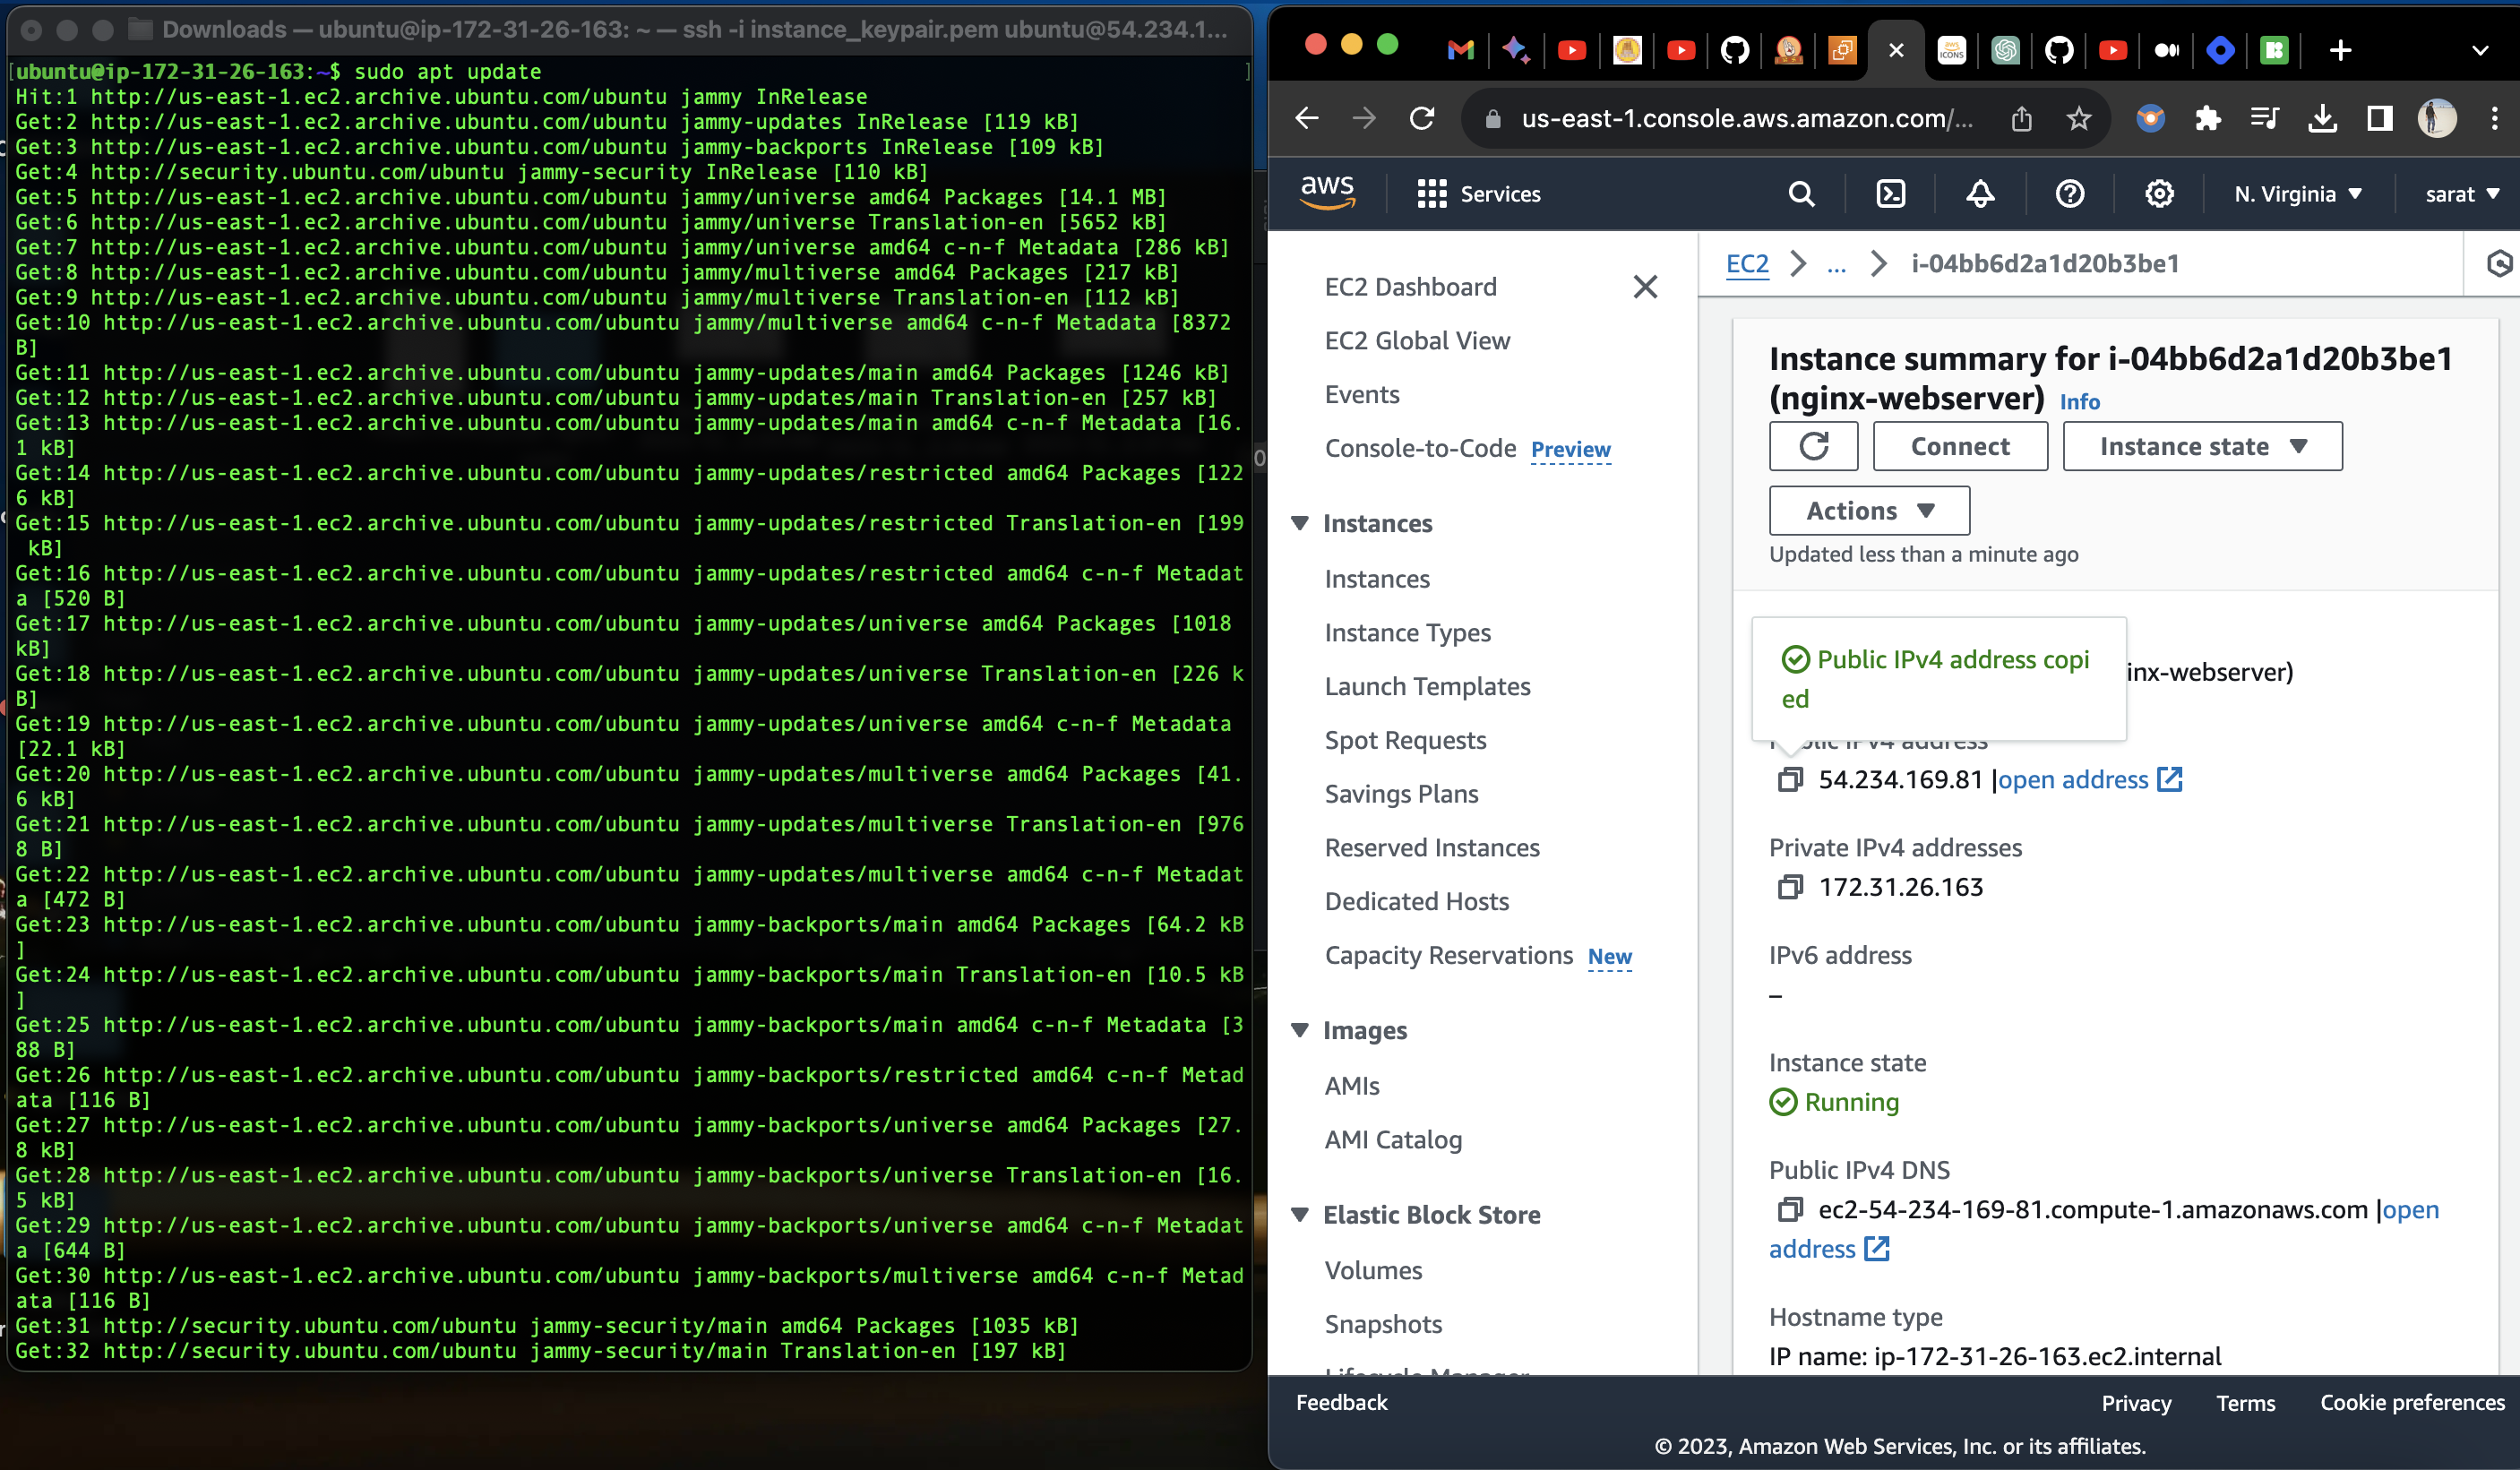 Downloads — ubuntu@ip-172-31-26-163: ~ — ssh -i instance_keypair.pem ubuntu@54.234.1...
[ubuntu@ip-172-31-26-163:~$ sudo apt update ]
Hit:1 http://us-east-1.ec2.archive.ubuntu.com/ubuntu jammy InRelease
Get:2 http://us-east-1.ec2.archive.ubuntu.com/ubuntu jammy-updates InRelease [119 kB]
Get:3 http://us-east-1.ec2.archive.ubuntu.com/ubuntu jammy-backports InRelease [109 kB]
Get:4 http://security.ubuntu.com/ubuntu jammy-security InRelease [110 kB]
Get:5 http://us-east-1.ec2.archive.ubuntu.com/ubuntu jammy/universe amd64 Packages [14.1 MB]
Get:6 http://us-east-1.ec2.archive.ubuntu.com/ubuntu jammy/universe Translation-en [5652 kB]
Get:7 http://us-east-1.ec2.archive.ubuntu.com/ubuntu jammy/universe amd64 c-n-f Metadata [286 kB]
Get:8 http://us-east-1.ec2.archive.ubuntu.com/ubuntu jammy/multiverse amd64 Packages [217 kB]
Get:9 http://us-east-1.ec2.archive.ubuntu.com/ubuntu jammy/multiverse Translation-en [112 kB]
Get:10 http://us-east-1.ec2.archive.ubuntu.com/ubuntu jammy/multiverse amd64 c-n-f Metadata [8372
B]
Get:11 http://us-east-1.ec2.archive.ubuntu.com/ubuntu jammy-updates/main amd64 Packages [1246 kB]
Get:12 http://us-east-1.ec2.archive.ubuntu.com/ubuntu jammy-updates/main Translation-en [257 kB]
Get:13 http://us-east-1.ec2.archive.ubuntu.com/ubuntu jammy-updates/main amd64 c-n-f Metadata [16.
1 kB]
Get:14 http://us-east-1.ec2.archive.ubuntu.com/ubuntu jammy-updates/restricted amd64 Packages [122
6 kB]
Get:15 http://us-east-1.ec2.archive.ubuntu.com/ubuntu jammy-updates/restricted Translation-en [199
kB]
Get:16 http://us-east-1.ec2.archive.ubuntu.com/ubuntu jammy-updates/restricted amd64 c-n-f Metadat
a [520 B]
Get:17 http://us-east-1.ec2.archive.ubuntu.com/ubuntu jammy-updates/universe amd64 Packages [1018
kB]
Get:18 http://us-east-1.ec2.archive.ubuntu.com/ubuntu jammy-updates/universe Translation-en [226 k
B]
Get:19 http://us-east-1.ec2.archive.ubuntu.com/ubuntu jammy-updates/universe amd64 c-n-f Metadata
[22.1 kB]
Get:20 http://us-east-1.ec2.archive.ubuntu.com/ubuntu jammy-updates/multiverse amd64 Packages [41.
6 kB]
Get:21 http://us-east-1.ec2.archive.ubuntu.com/ubuntu jammy-updates/multiverse Translation-en [976
8 B]
Get:22 http://us-east-1.ec2.archive.ubuntu.com/ubuntu jammy-updates/multiverse amd64 c-n-f Metadat
a [472 B]
Get:23 http://us-east-1.ec2.archive.ubuntu.com/ubuntu jammy-backports/main amd64 Packages [64.2 kB
]
Get:24 http://us-east-1.ec2.archive.ubuntu.com/ubuntu jammy-backports/main Translation-en [10.5 kB
]
Get:25 http://us-east-1.ec2.archive.ubuntu.com/ubuntu jammy-backports/main amd64 c-n-f Metadata [3
88 B]
Get:26 http://us-east-1.ec2.archive.ubuntu.com/ubuntu jammy-backports/restricted amd64 c-n-f Metad
ata [116 B]
Get:27 http://us-east-1.ec2.archive.ubuntu.com/ubuntu jammy-backports/universe amd64 Packages [27.
8 kB]
Get:28 http://us-east-1.ec2.archive.ubuntu.com/ubuntu jammy-backports/universe Translation-en [16.
5 kB]
Get:29 http://us-east-1.ec2.archive.ubuntu.com/ubuntu jammy-backports/universe amd64 c-n-f Metadat
a [644 B]
Get:30 http://us-east-1.ec2.archive.ubuntu.com/ubuntu jammy-backports/multiverse amd64 c-n-f Metad
ata [116 B]
Get:31 http://security.ubuntu.com/ubuntu jammy-security/main amd64 Packages [1035 kB]
Get:32 http://security.ubuntu.com/ubuntu jammy-security/main Translation-en [197 kB]
us-east-1.console.aws.amazon.com/...
aws Services N. Virginia sarat
EC2 Dashboard
EC2 Global View
Events
Console-to-Code Preview
Instances
Instances
Instance Types
Launch Templates
Spot Requests
Savings Plans
Reserved Instances
Dedicated Hosts
Capacity Reservations New
Images
AMIs
AMI Catalog
Elastic Block Store
Volumes
Snapshots
Lifecycle Manager
EC2 > ... > i-04bb6d2a1d20b3be1
Instance summary for i-04bb6d2a1d20b3be1
(nginx-webserver) Info
Connect Instance state
Actions
Updated less than a minute ago
Public IPv4 address copi
ed
inx-webserver)
Public IPv4 address
54.234.169.81 |open address
Private IPv4 addresses
172.31.26.163
IPv6 address
–
Instance state
Running
Public IPv4 DNS
ec2-54-234-169-81.compute-1.amazonaws.com |open
address
Hostname type
IP name: ip-172-31-26-163.ec2.internal
Feedback Privacy Terms Cookie preferences
© 2023, Amazon Web Services, Inc. or its affiliates.